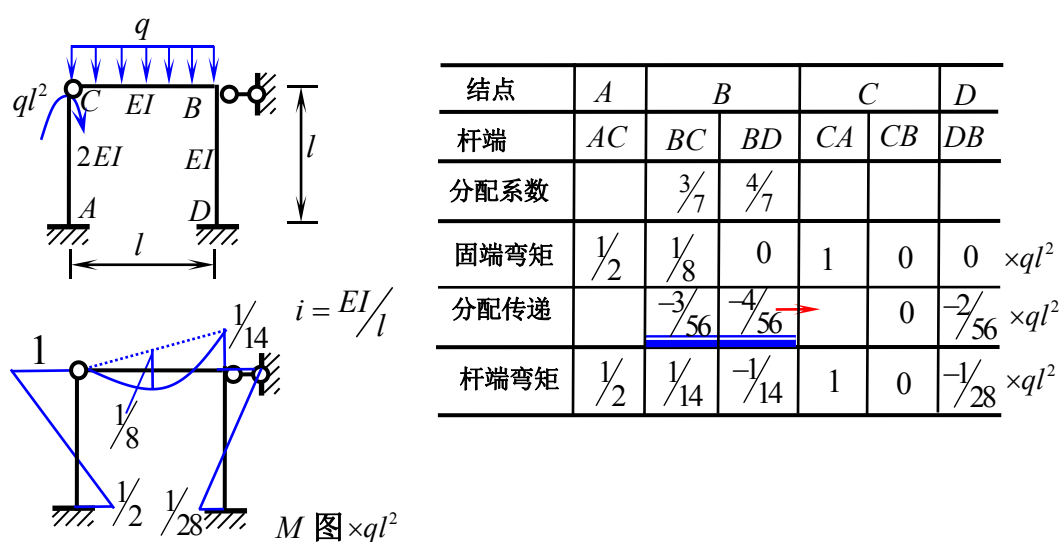 q
ql²
C EI B
2EI EI l
A D
l
i = EI/l
1 1/14
1/8
1/2 1/28 M 图×ql²
结点 A B C D
杆端 AC BC BD CA CB DB
分配系数 3/7 4/7
固端弯矩 1/2 1/8 0 1 0 0 ×ql²
分配传递 −3/56 −4/56 0 −2/56 ×ql²
杆端弯矩 1/2 1/14 −1/14 1 0 −1/28 ×ql²